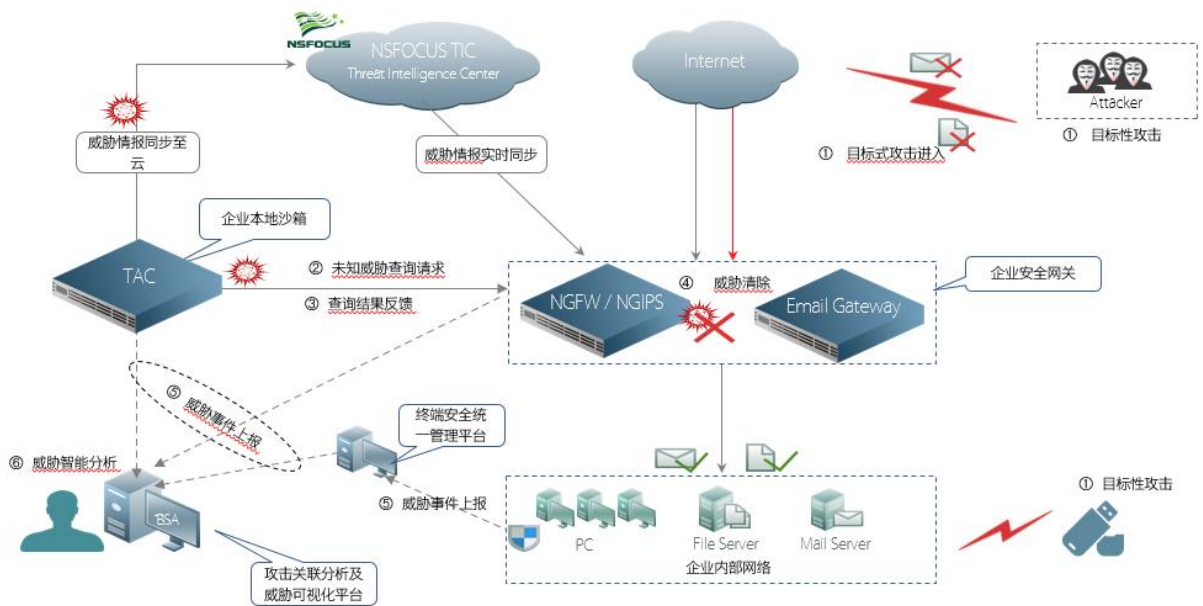 NSFOCUS
NSFOCUS TIC
Threat Intelligence Center
Internet
Attacker
① 目标性攻击
威胁情报同步至
云
威胁情报实时同步
① 目标式攻击进入
企业本地沙箱
TAC
② 未知威胁查询请求
③ 查询结果反馈
④ 威胁清除
NGFW / NGIPS
Email Gateway
企业安全网关
⑤ 威胁事件上报
终端安全统
一管理平台
⑥ 威胁智能分析
BSA
⑤ 威胁事件上报
① 目标性攻击
PC
File Server
Mail Server
企业内部网络
攻击关联分析及
威胁可视化平台